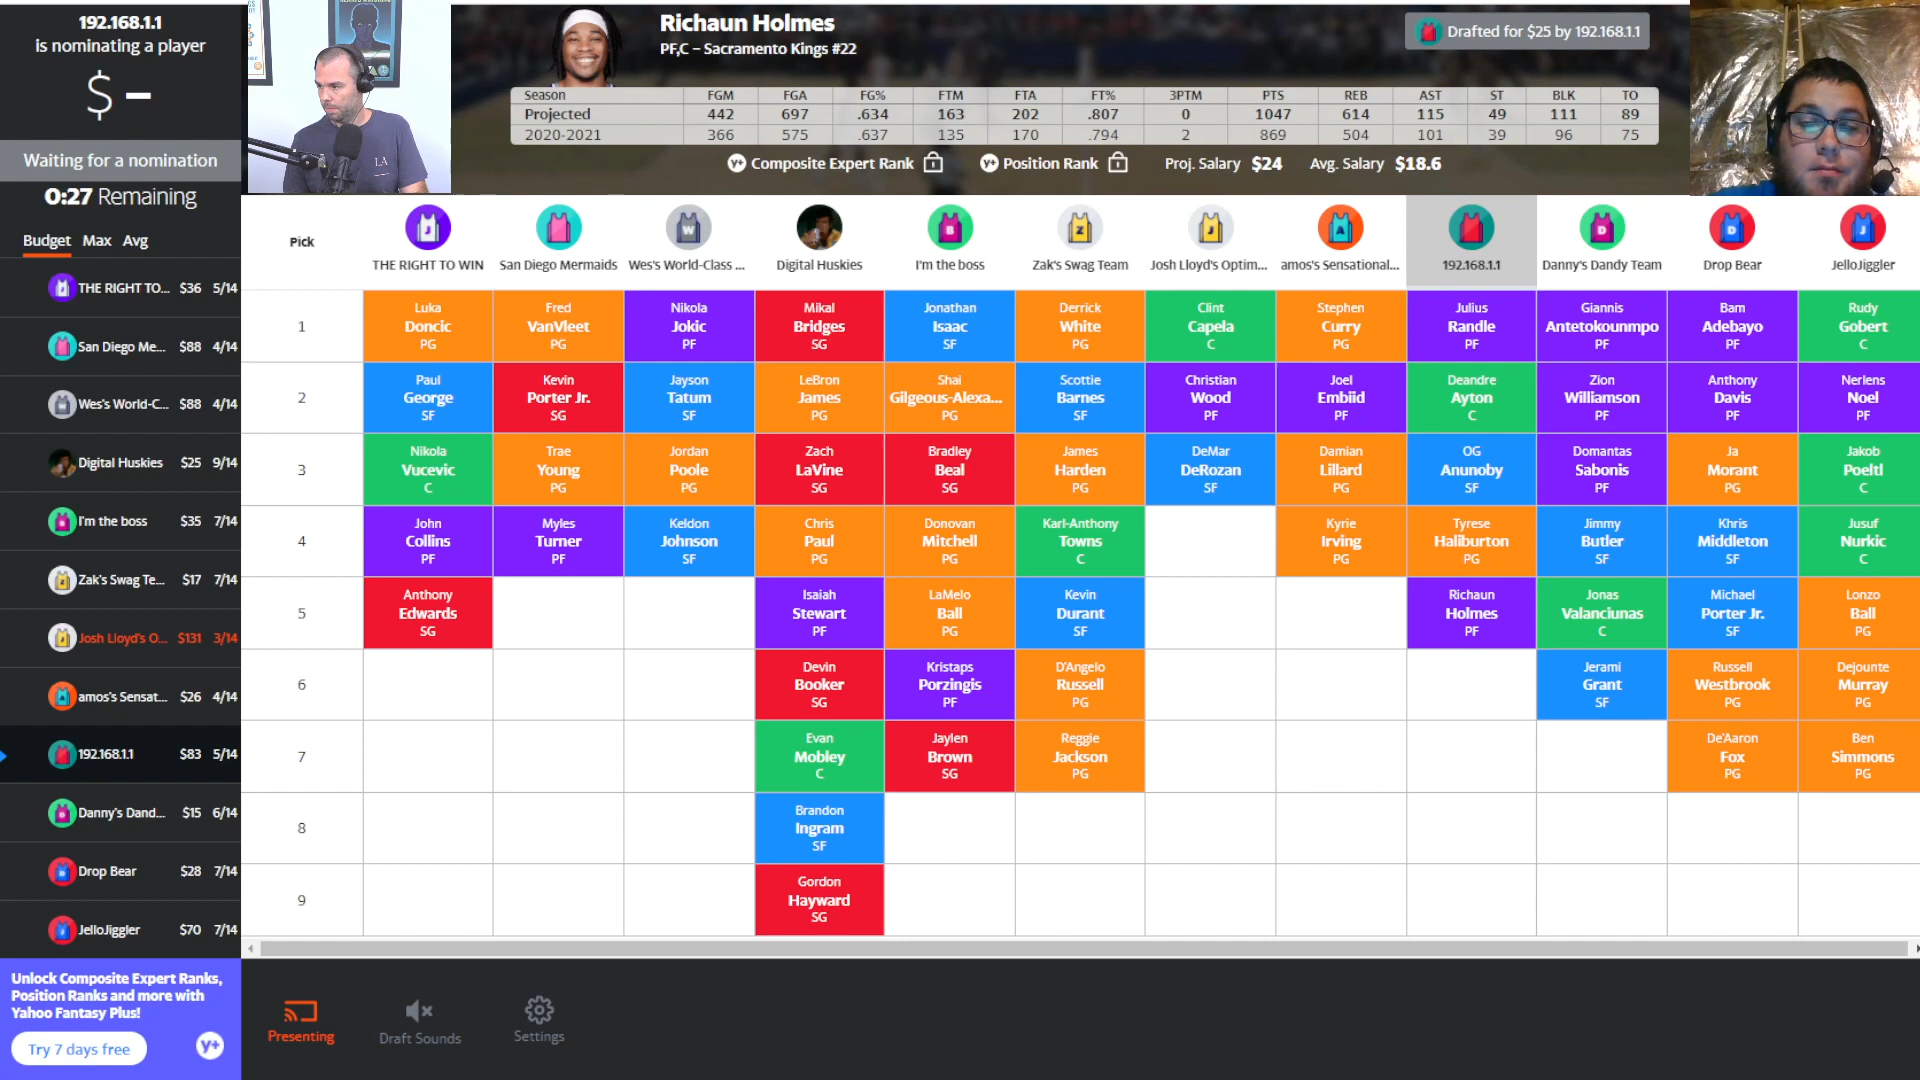 192.168.1.1
is nominating a player
$ –
Waiting for a nomination
0:27 Remaining
Budget Max Avg
THE RIGHT TO... $36 5/14
San Diego Me... $88 4/14
Wes's World-C... $88 4/14
Digital Huskies $25 9/14
I'm the boss $35 7/14
Zak's Swag Te... $17 7/14
Josh Lloyd's O... $131 3/14
amos's Sensat... $26 4/14
192.168.1.1 $83 5/14
Danny's Dand... $15 6/14
Drop Bear $28 7/14
JelloJiggler $70 7/14
Unlock Composite Expert Ranks,
Position Ranks and more with
Yahoo Fantasy Plus!
Try 7 days free
y+
LA
Richaun Holmes
PF,C – Sacramento Kings #22
Drafted for $25 by 192.168.1.1
Season FGM FGA FG% FTM FTA FT% 3PTM PTS REB AST ST BLK TO
Projected 442 697 .634 163 202 .807 0 1047 614 115 49 111 89
2020-2021 366 575 .637 135 170 .794 2 869 504 101 39 96 75
y+ Composite Expert Rank y+ Position Rank Proj. Salary $24 Avg. Salary $18.6
J W B Z J A D D J
Pick THE RIGHT TO WIN San Diego Mermaids Wes's World-Class ... Digital Huskies I'm the boss Zak's Swag Team Josh Lloyd's Optim... amos's Sensational... 192.168.1.1 Danny's Dandy Team Drop Bear JelloJiggler
Luka Fred Nikola Mikal Jonathan Derrick Clint Stephen Julius Giannis Bam Rudy
1 Doncic VanVleet Jokic Bridges Isaac White Capela Curry Randle Antetokounmpo Adebayo Gobert
PG PG PF SG SF PG C PG PF PF PF C
Paul Kevin Jayson LeBron Shai Scottie Christian Joel Deandre Zion Anthony Nerlens
2 George Porter Jr. Tatum James Gilgeous-Alexa... Barnes Wood Embiid Ayton Williamson Davis Noel
SF SG SF PG PG SF PF PF C PF PF PF
Nikola Trae Jordan Zach Bradley James DeMar Damian OG Domantas Ja Jakob
3 Vucevic Young Poole LaVine Beal Harden DeRozan Lillard Anunoby Sabonis Morant Poeltl
C PG PG SG SG PG SF PG SF PF PG C
John Myles Keldon Chris Donovan Karl-Anthony Kyrie Tyrese Jimmy Khris Jusuf
4 Collins Turner Johnson Paul Mitchell Towns Irving Haliburton Butler Middleton Nurkic
PF PF SF PG PG C PG PG SF SF C
Anthony Isaiah LaMelo Kevin Richaun Jonas Michael Lonzo
5 Edwards Stewart Ball Durant Holmes Valanciunas Porter Jr. Ball
SG PF PG SF PF C SF PG
Devin Kristaps D'Angelo Jerami Russell Dejounte
6 Booker Porzingis Russell Grant Westbrook Murray
SG PF PG SF PG PG
Evan Jaylen Reggie De'Aaron Ben
7 Mobley Brown Jackson Fox Simmons
C SG PG PG PG
Brandon
8 Ingram
SF
Gordon
9 Hayward
SG
Presenting Draft Sounds Settings